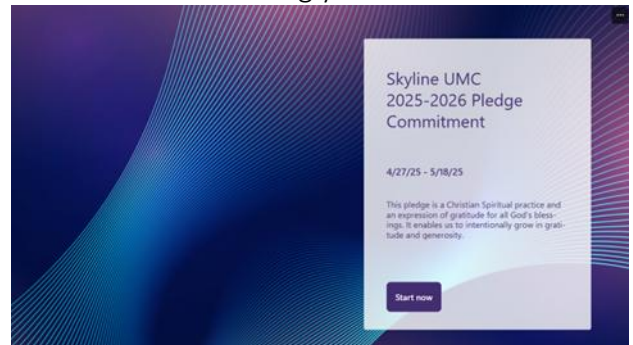 Skyline UMC
2025-2026 Pledge
Commitment
4/27/25 - 5/18/25
This pledge is a Christian Spiritual practice and
an expression of gratitude for all God's bless-
ings. It enables us to intentionally grow in grati-
tude and generosity.
Start now